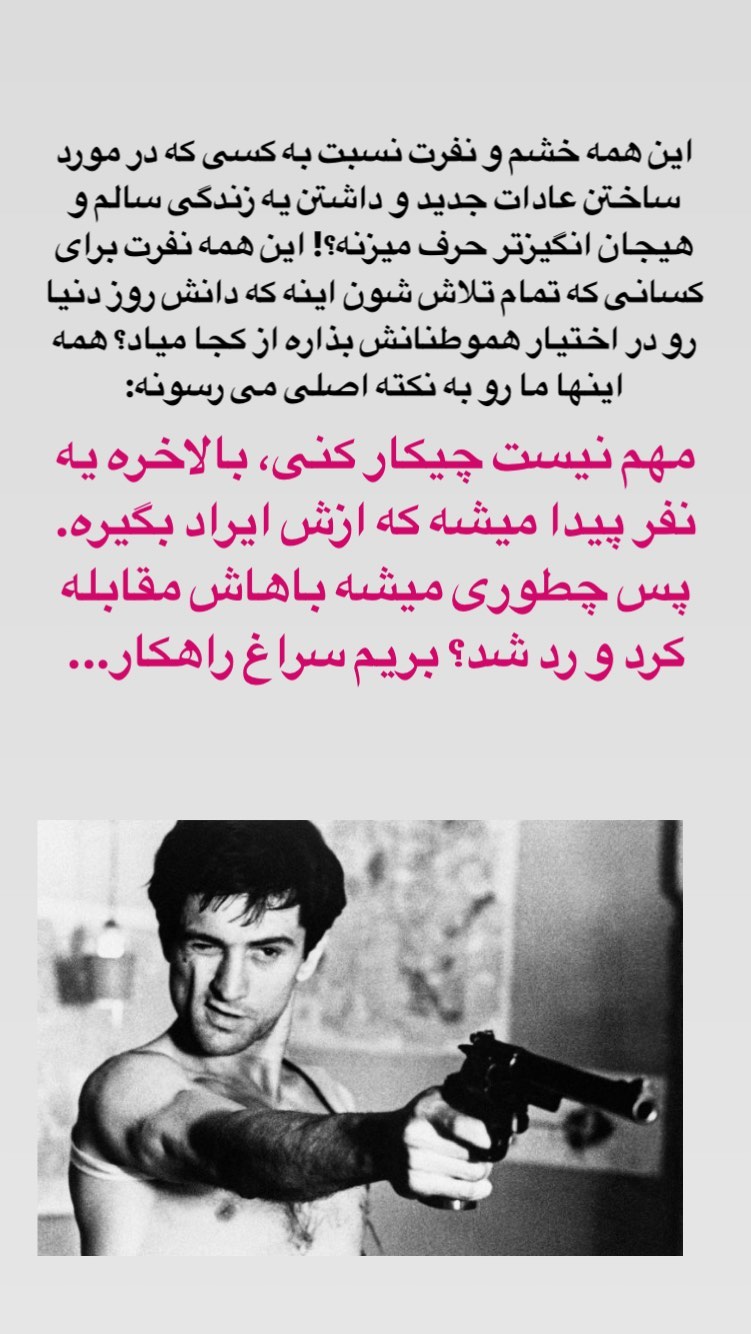 این همه خشم و نفرت نسبت به کسی که در مورد
ساختن عادات جدید و داشتن یه زندگی سالم و
هیجان انگیزتر حرف میزنه؟! این همه نفرت برای
کسانی که تمام تلاش شون اینه که دانش روز دنیا
رو در اختیار هموطنانش بذاره از کجا میاد؟ همه
اینها ما رو به نکته اصلی می رسونه:
مهم نیست چیکار کنی، بالاخره یه
نفر پیدا میشه که ازش ایراد بگیره.
پس چطوری میشه باهاش مقابله
کرد و رد شد؟ بریم سراغ راهکار...